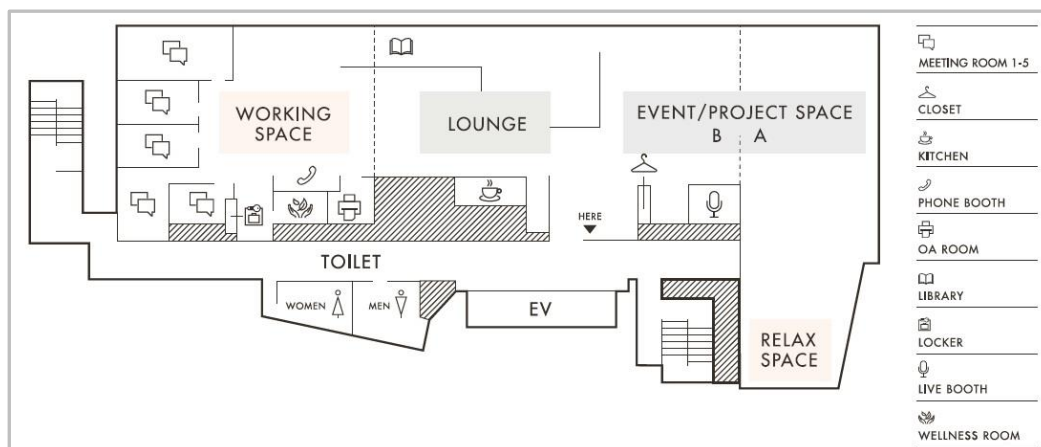 WORKING
SPACE
LOUNGE
EVENT/PROJECT SPACE
B A
HERE
TOILET
WOMEN
MEN
EV
RELAX
SPACE
MEETING ROOM 1-5
CLOSET
KITCHEN
PHONE BOOTH
OA ROOM
LIBRARY
LOCKER
LIVE BOOTH
WELLNESS ROOM